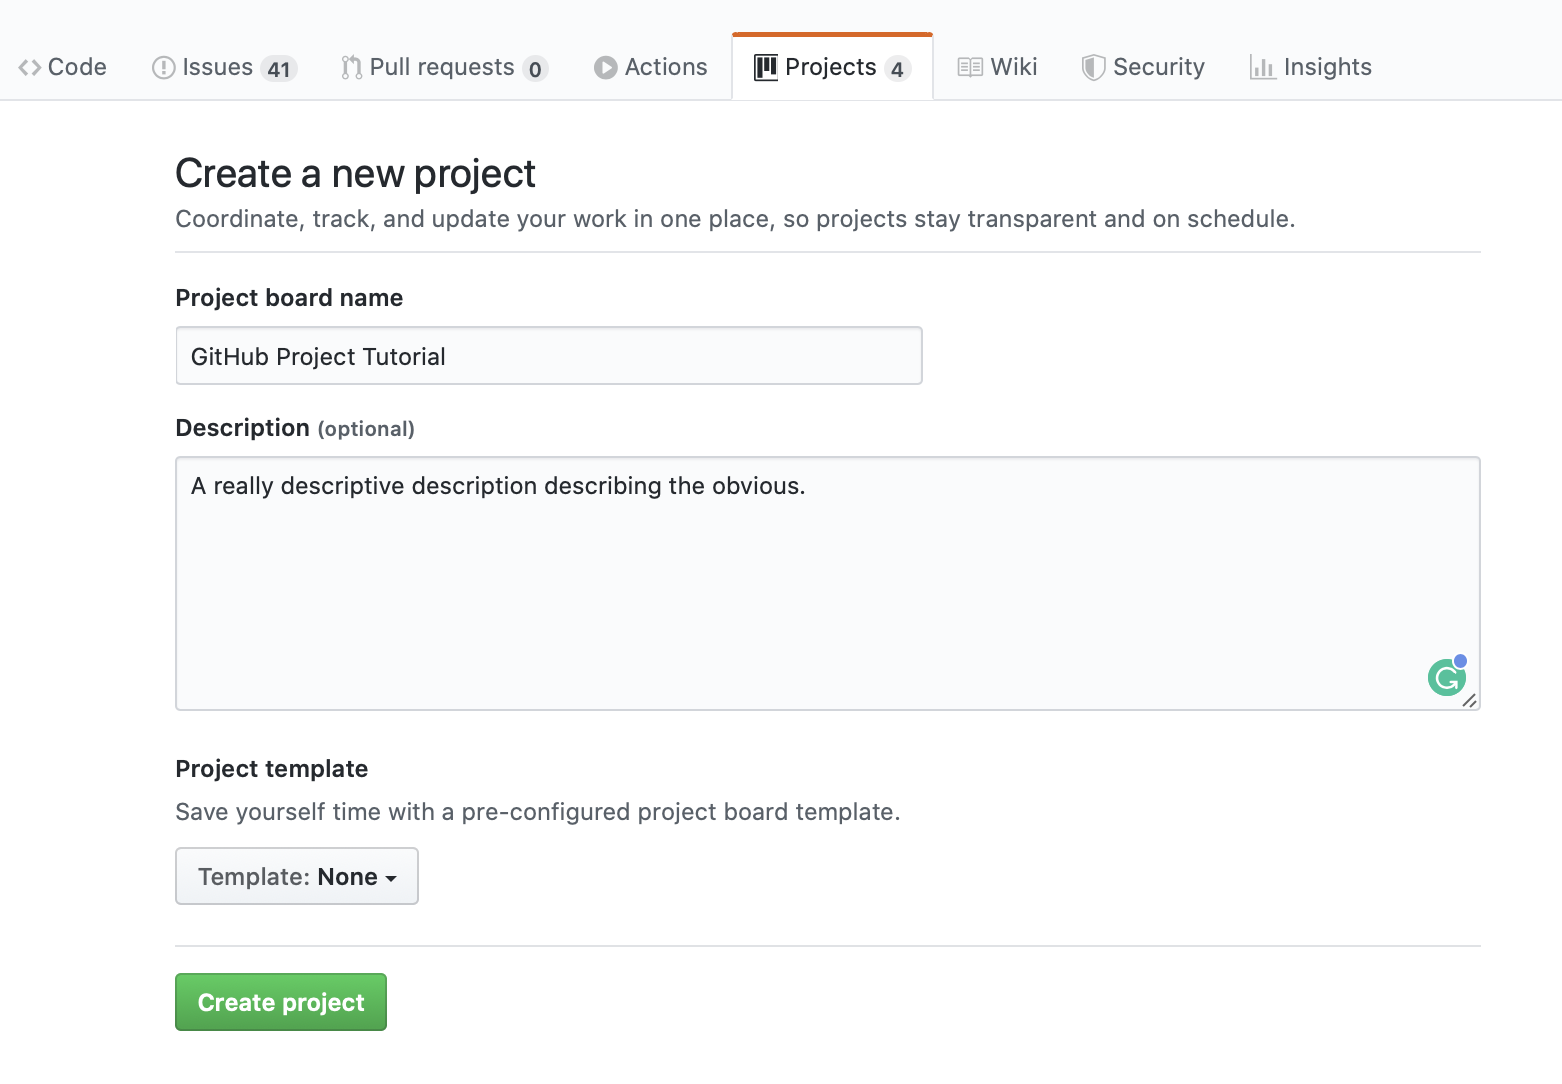 Code Issues 41 Pull requests 0 Actions Projects 4 Wiki Security Insights
Create a new project
Coordinate, track, and update your work in one place, so projects stay transparent and on schedule.
Project board name
GitHub Project Tutorial
Description (optional)
A really descriptive description describing the obvious.
Project template
Save yourself time with a pre-configured project board template.
Template: None
Create project